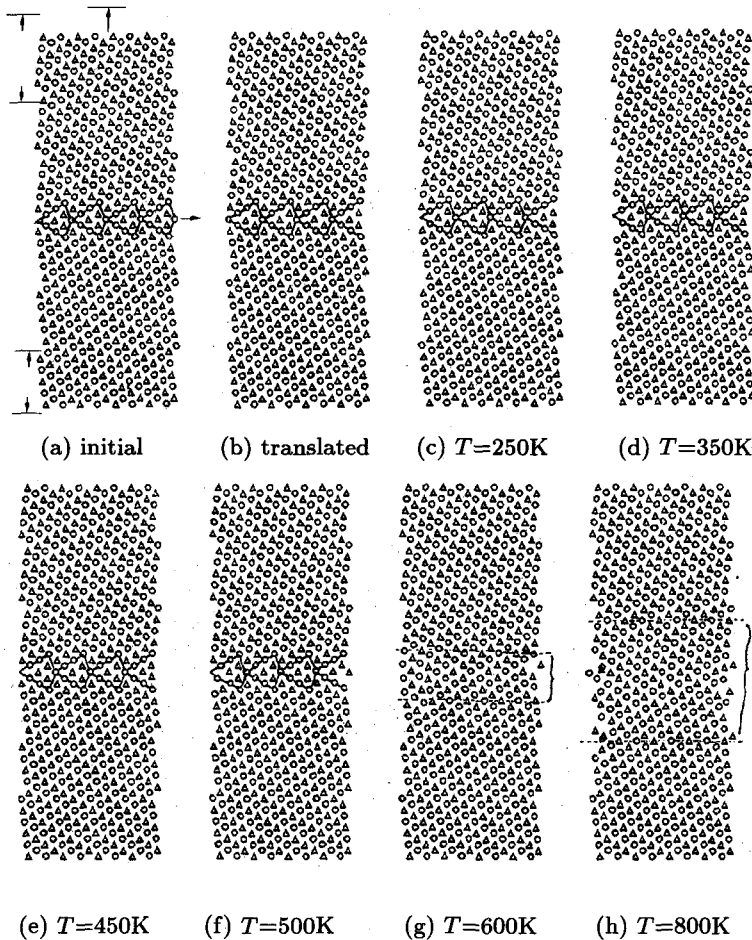 (a) initial
(b) translated
(c) T=250K
(d) T=350K
(e) T=450K
(f) T=500K
(g) T=600K
(h) T=800K